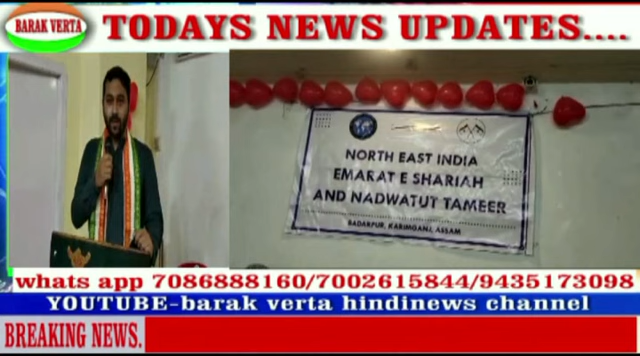 BARAK VERTA
TODAYS NEWS UPDATES....
NORTH EAST INDIA
EMARAT E SHARIAH
AND NADWATUT TAMEER
BADARPUR, KARIMGANJ, ASSAM
whats app 7086888160/7002615844/9435173098
YOUTUBE-barak verta hindinews channel
BREAKING NEWS.